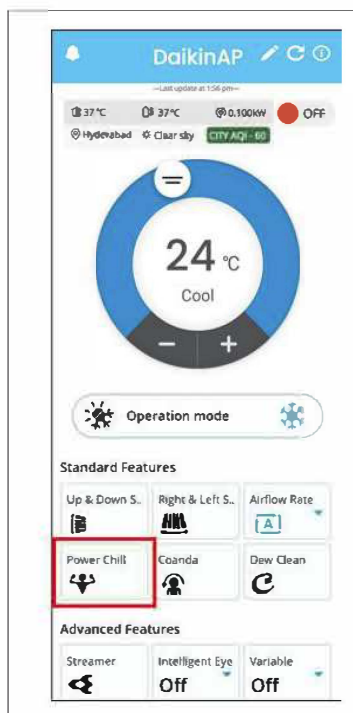 DaikinAP
—Last update at 1:56 pm—
37°C 37°C 0.100kW OFF
Hyderabad Clear sky CITY AQI - 60
24 °C
Cool
− +
Operation mode
Standard Features
Up & Down S.. Right & Left S.. Airflow Rate
A
Power Chill Coanda Dew Clean
Advanced Features
Streamer Intelligent Eye Variable
Off Off